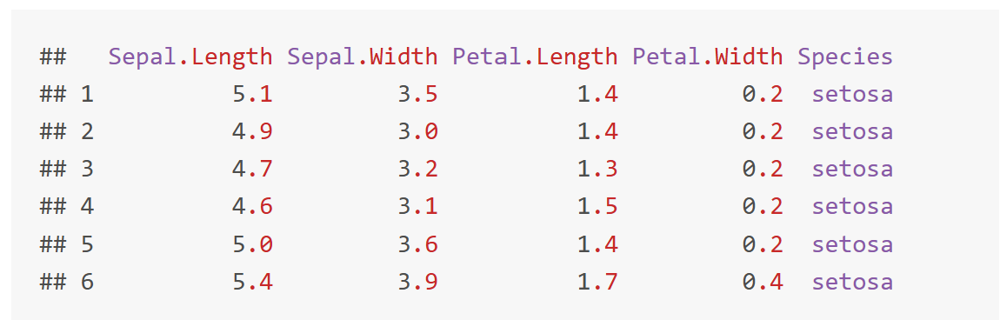 ##   Sepal.Length Sepal.Width Petal.Length Petal.Width Species
## 1          5.1         3.5          1.4         0.2  setosa
## 2          4.9         3.0          1.4         0.2  setosa
## 3          4.7         3.2          1.3         0.2  setosa
## 4          4.6         3.1          1.5         0.2  setosa
## 5          5.0         3.6          1.4         0.2  setosa
## 6          5.4         3.9          1.7         0.4  setosa